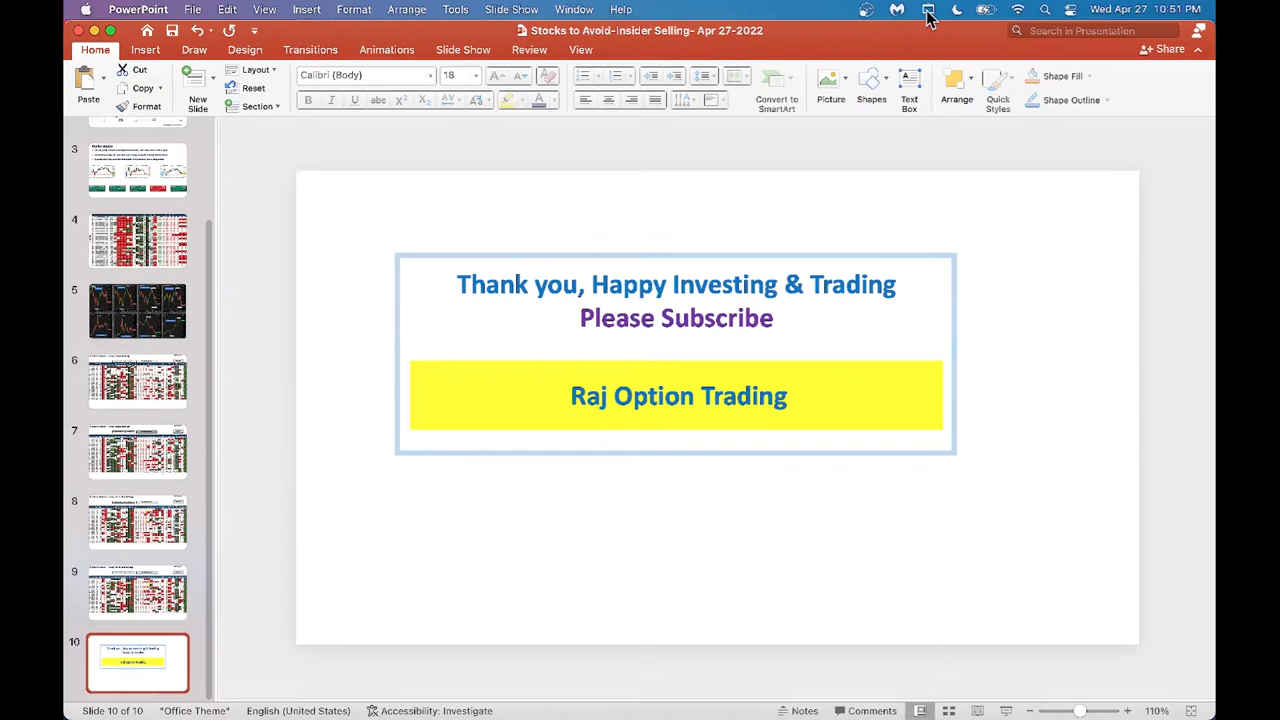 PowerPoint File Edit View Insert Format Arrange Tools Slide Show Window Help Wed Apr 27 10:51 PM
Stocks to Avoid-Insider Selling- Apr 27-2022
Search in Presentation
Home Insert Draw Design Transitions Animations Slide Show Review View Share
Paste
Cut
Copy
Format
New Slide
Layout
Reset
Section
Calibri (Body) 18
Convert to SmartArt
Picture
Shapes
Text Box
Arrange
Quick Styles
Shape Fill
Shape Outline
3
4
5
6
7
8
9
10
Thank you, Happy Investing & Trading
Please Subscribe
Raj Option Trading
Slide 10 of 10 "Office Theme" English (United States) Accessibility: Investigate Notes Comments 110%